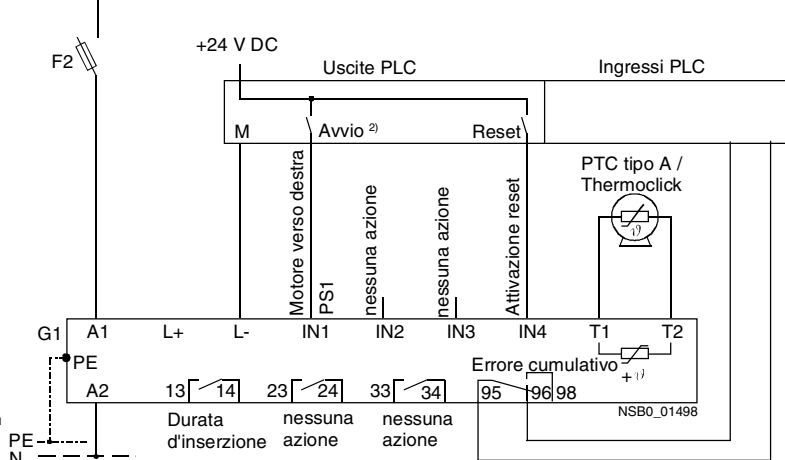 +24 V DC
F2
Uscite PLC
Ingressi PLC
M
Avvio 2)
Reset
PTC tipo A /
Thermoclick
Motore verso destra
PS1
nessuna azione
nessuna azione
Attivazione reset
ϑ
G1
A1
L+
L-
IN1
IN2
IN3
IN4
T1
T2
PE
Errore cumulativo
+ϑ
A2
13
14
23
24
33
34
95
96
98
NSB0_01498
Durata
d'inserzione
nessuna
azione
nessuna
azione
PE
N